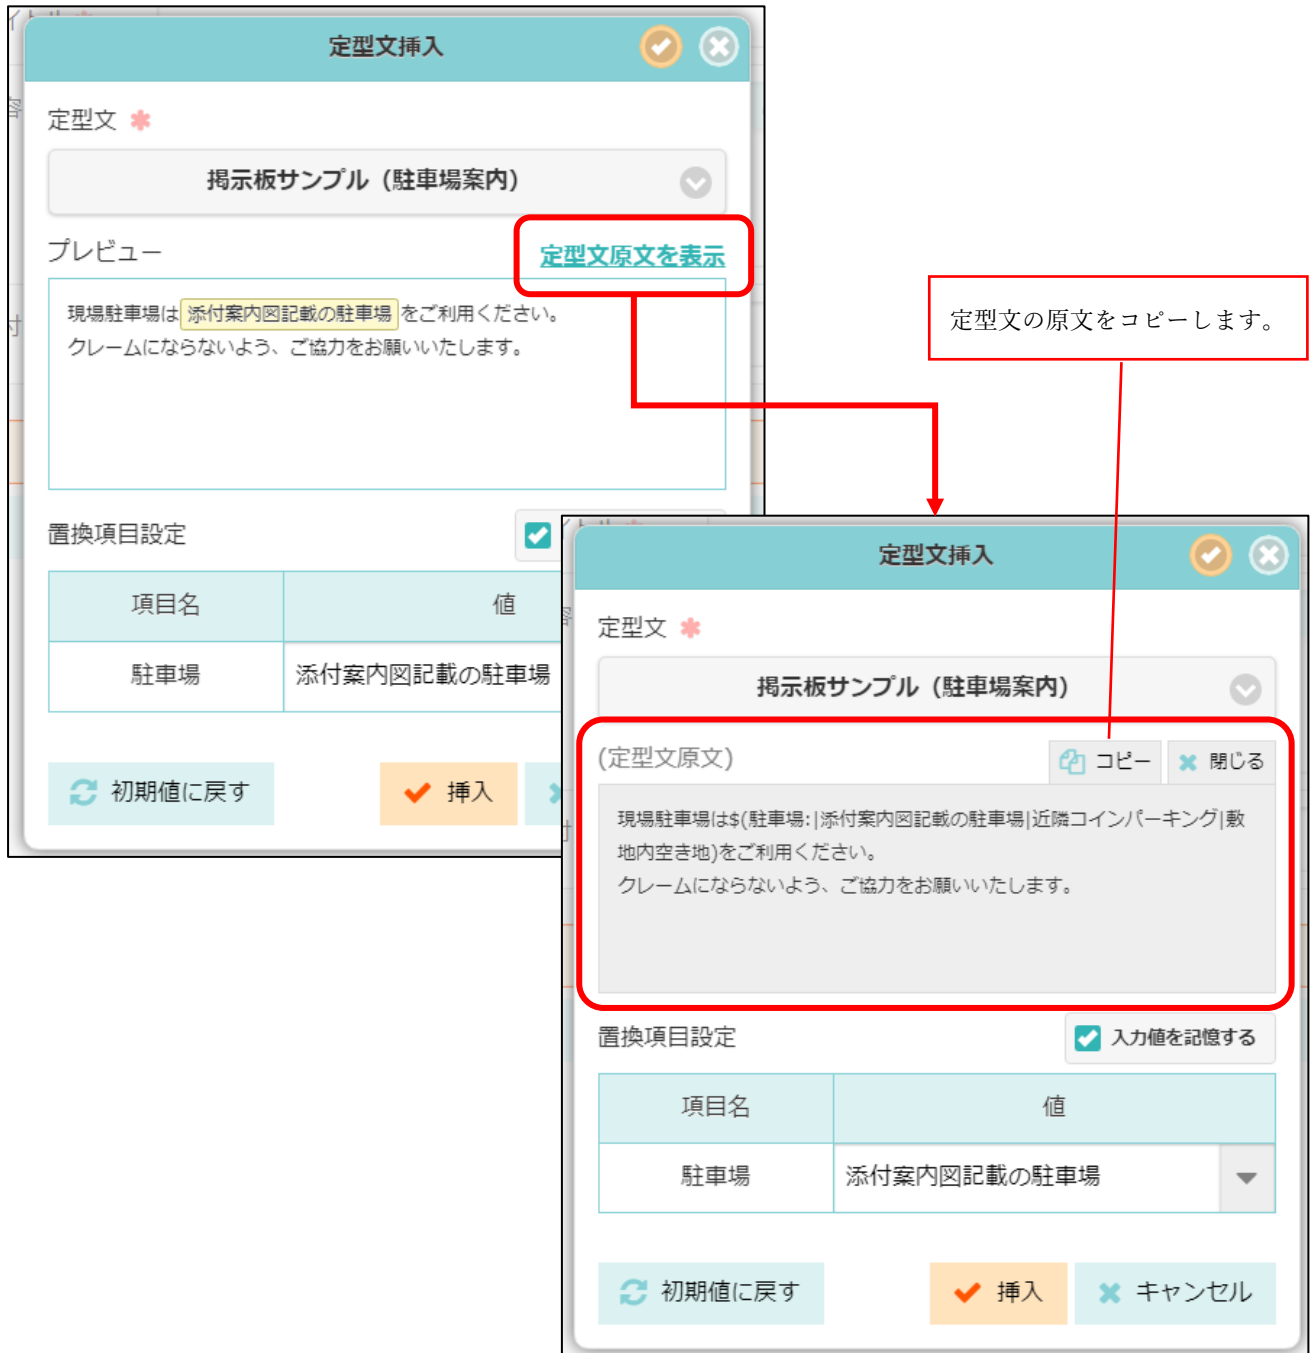 定型文挿入
定型文 *
掲示板サンプル（駐車場案内）
プレビュー
定型文原文を表示
現場駐車場は 添付案内図記載の駐車場 をご利用ください。
クレームにならないよう、ご協力をお願いいたします。
置換項目設定
項目名 値
駐車場 添付案内図記載の駐車場
初期値に戻す 挿入
定型文の原文をコピーします。
定型文挿入
定型文 *
掲示板サンプル（駐車場案内）
(定型文原文) コピー 閉じる
現場駐車場は$(駐車場:|添付案内図記載の駐車場|近隣コインパーキング|敷
地内空き地)をご利用ください。
クレームにならないよう、ご協力をお願いいたします。
置換項目設定 入力値を記憶する
項目名 値
駐車場 添付案内図記載の駐車場
初期値に戻す 挿入 キャンセル